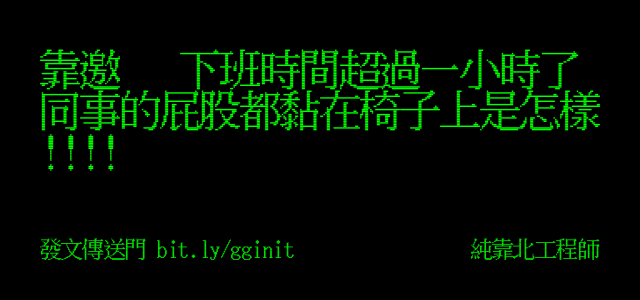 靠邀　　下班時間超過一小時了
同事的屁股都黏在椅子上是怎樣
!!!!
發文傳送門 bit.ly/gginit
純靠北工程師